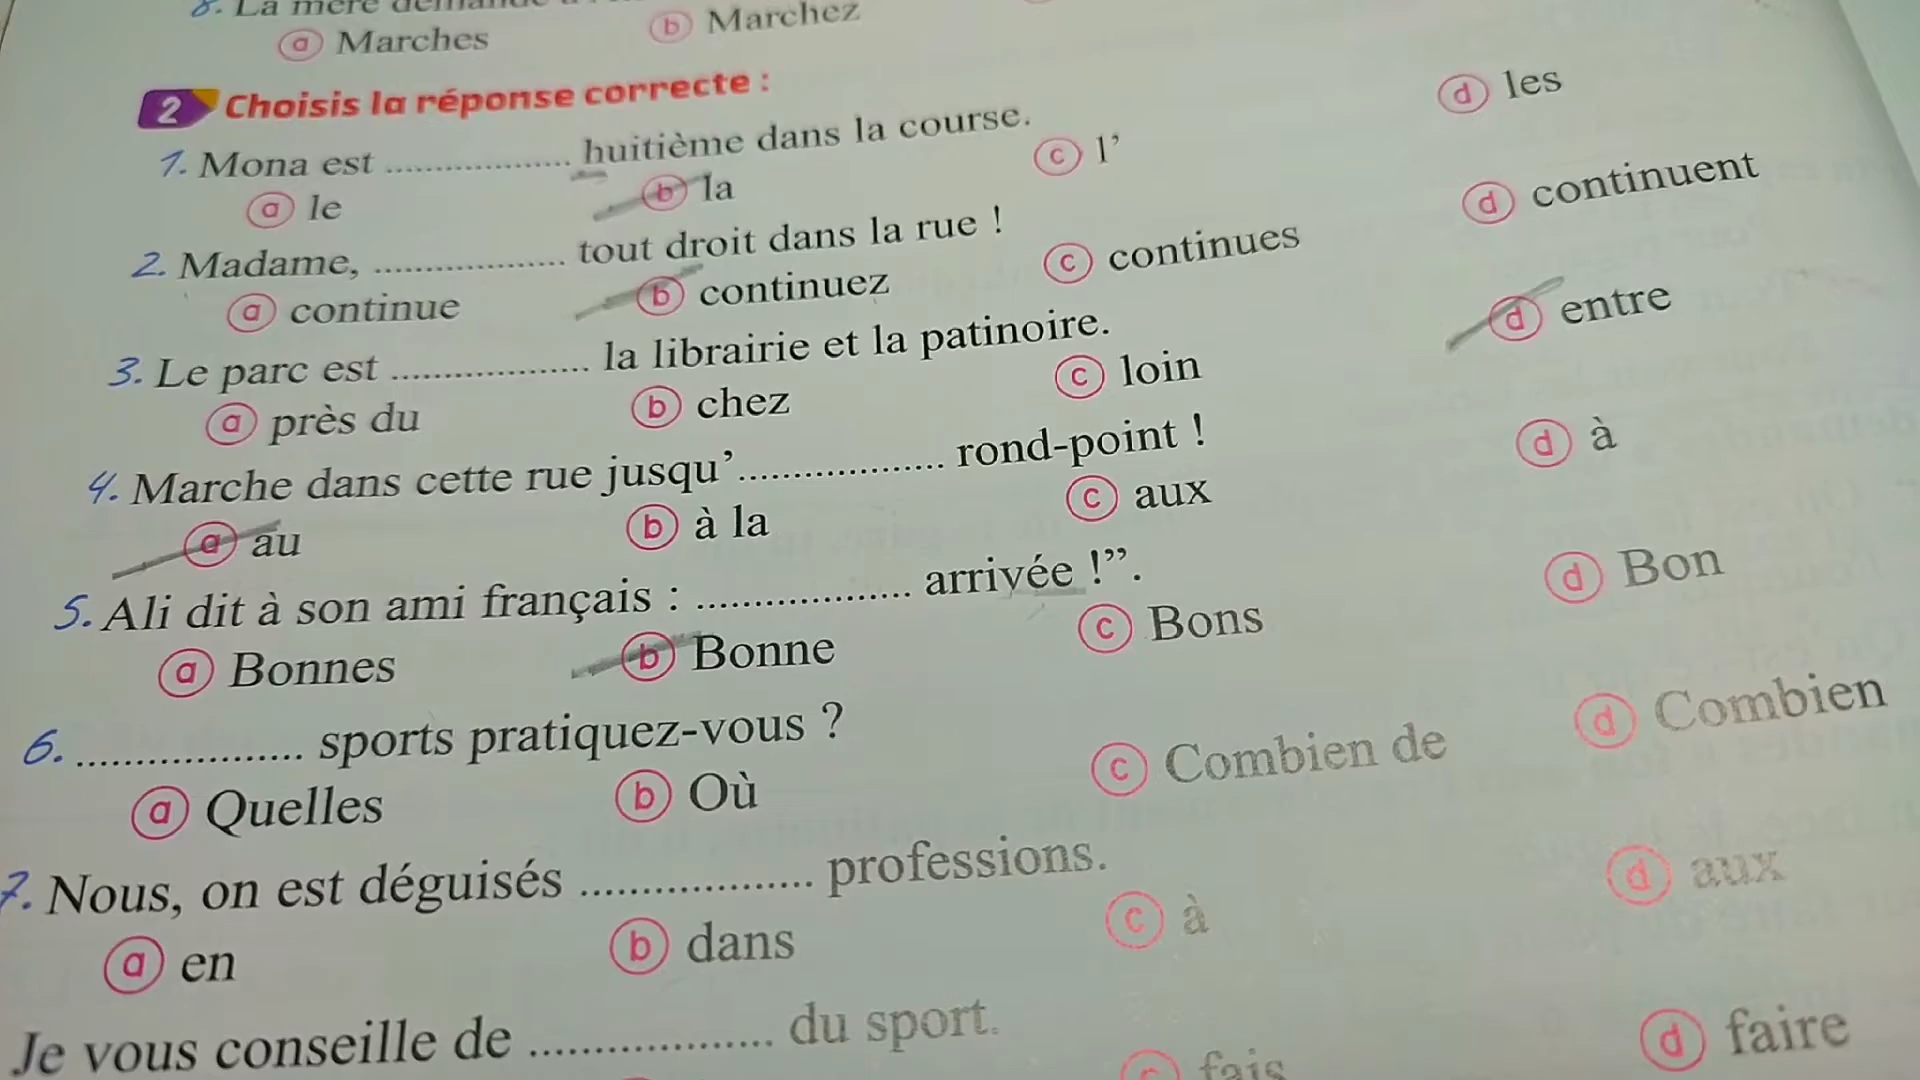 8. La mère
a Marches
b Marchez
2 Choisis la réponse correcte :
1. Mona est .................. huitième dans la course.
a le b la c l' d les
2. Madame, .................. tout droit dans la rue !
a continue b continuez c continues d continuent
3. Le parc est .................. la librairie et la patinoire.
a près du b chez c loin d entre
4. Marche dans cette rue jusqu'.................. rond-point !
a au b à la c aux d à
5. Ali dit à son ami français : .................. arrivée !”.
a Bonnes b Bonne c Bons d Bon
6. .................. sports pratiquez-vous ?
a Quelles b Où c Combien de d Combien
7. Nous, on est déguisés .................. professions.
a en b dans c à d aux
Je vous conseille de .................. du sport.
c fais d faire